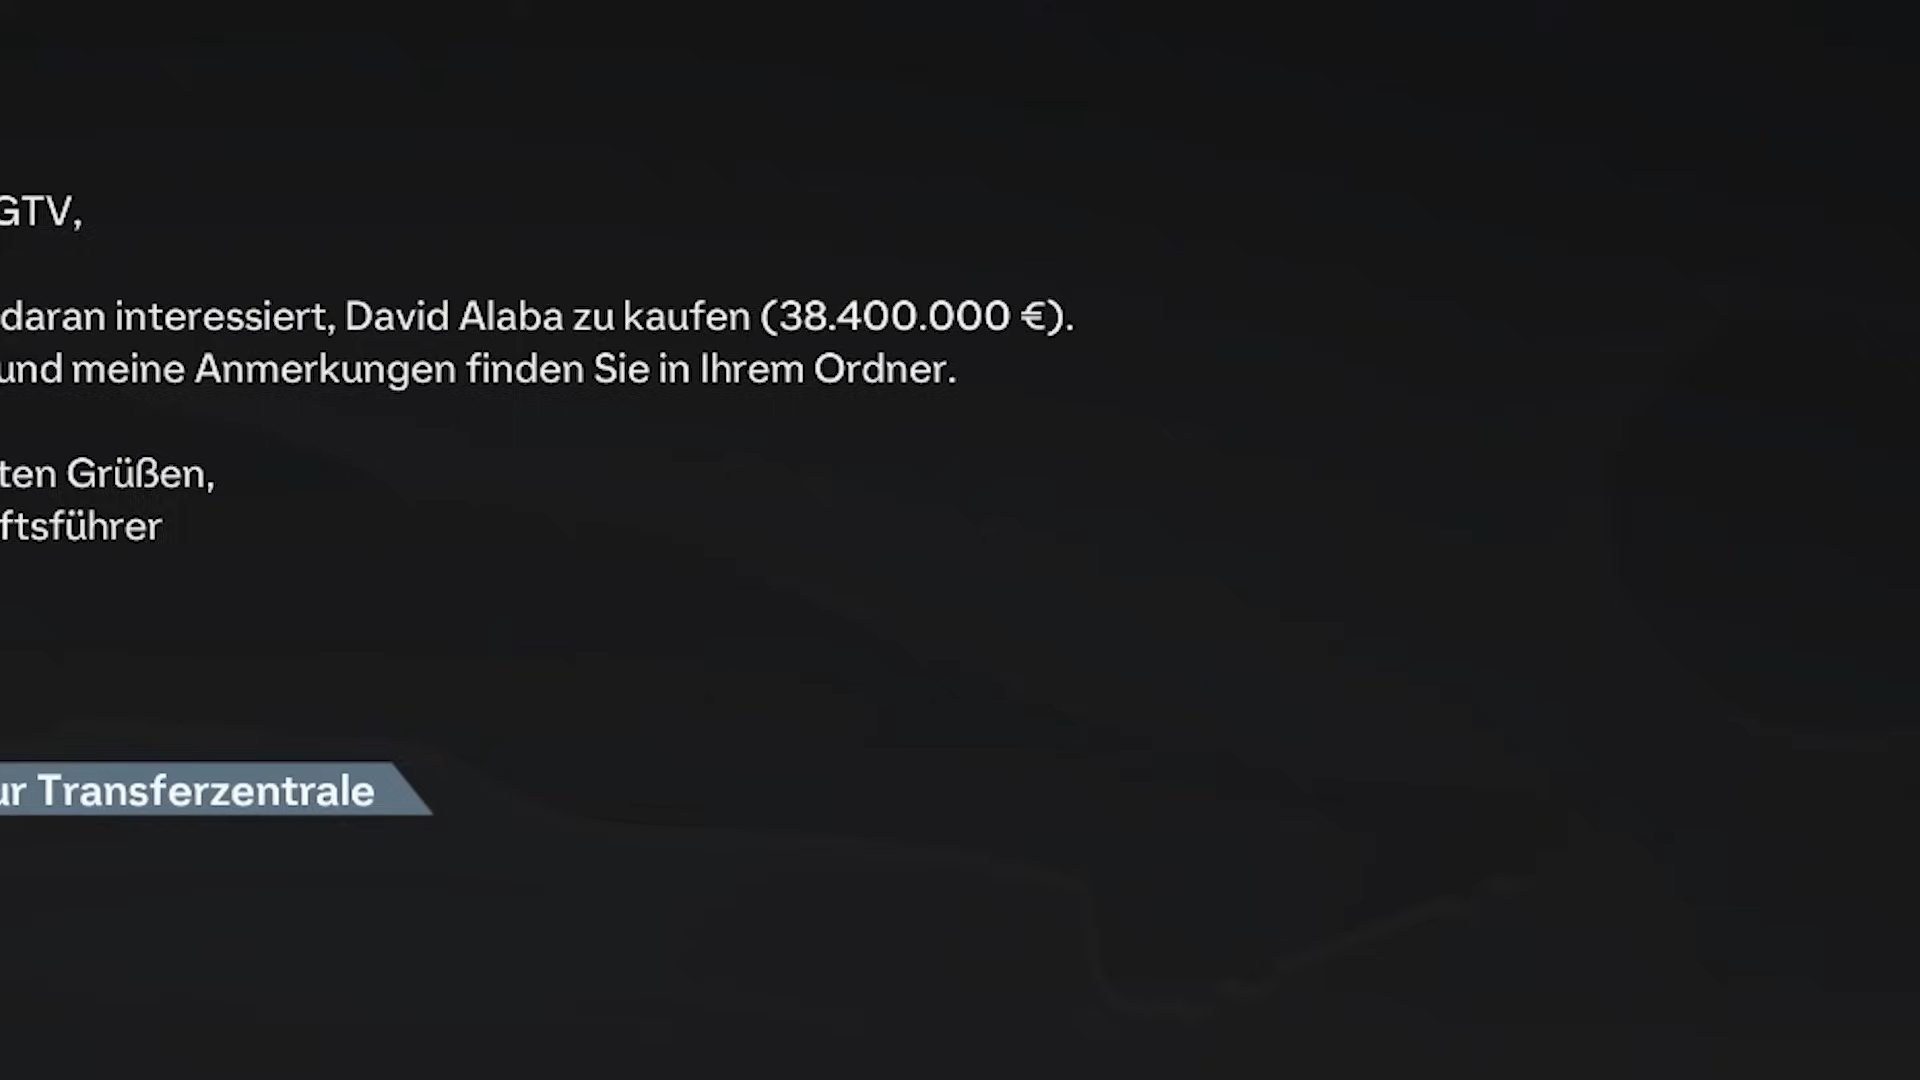 GTV,
daran interessiert, David Alaba zu kaufen (38.400.000 €).
und meine Anmerkungen finden Sie in Ihrem Ordner.
ten Grüßen,
ftsführer
ur Transferzentrale